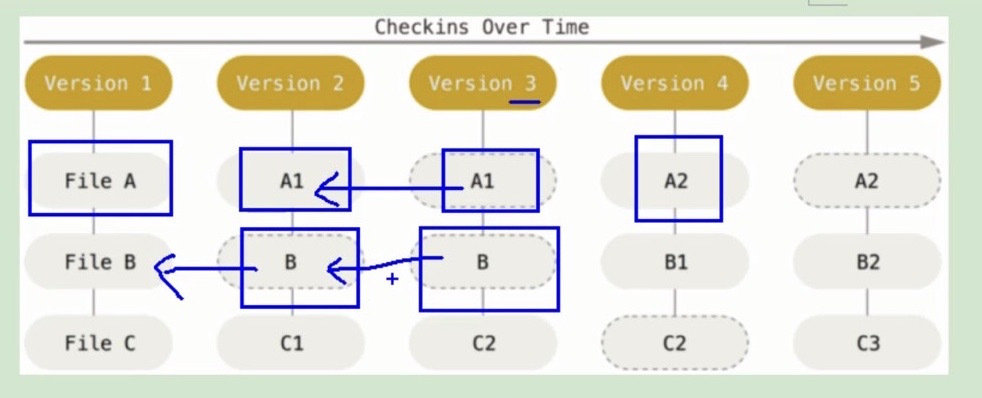 Checkins Over Time
Version 1 Version 2 Version 3 Version 4 Version 5
File A A1 A1 A2 A2
File B B B B1 B2
File C C1 C2 C2 C3